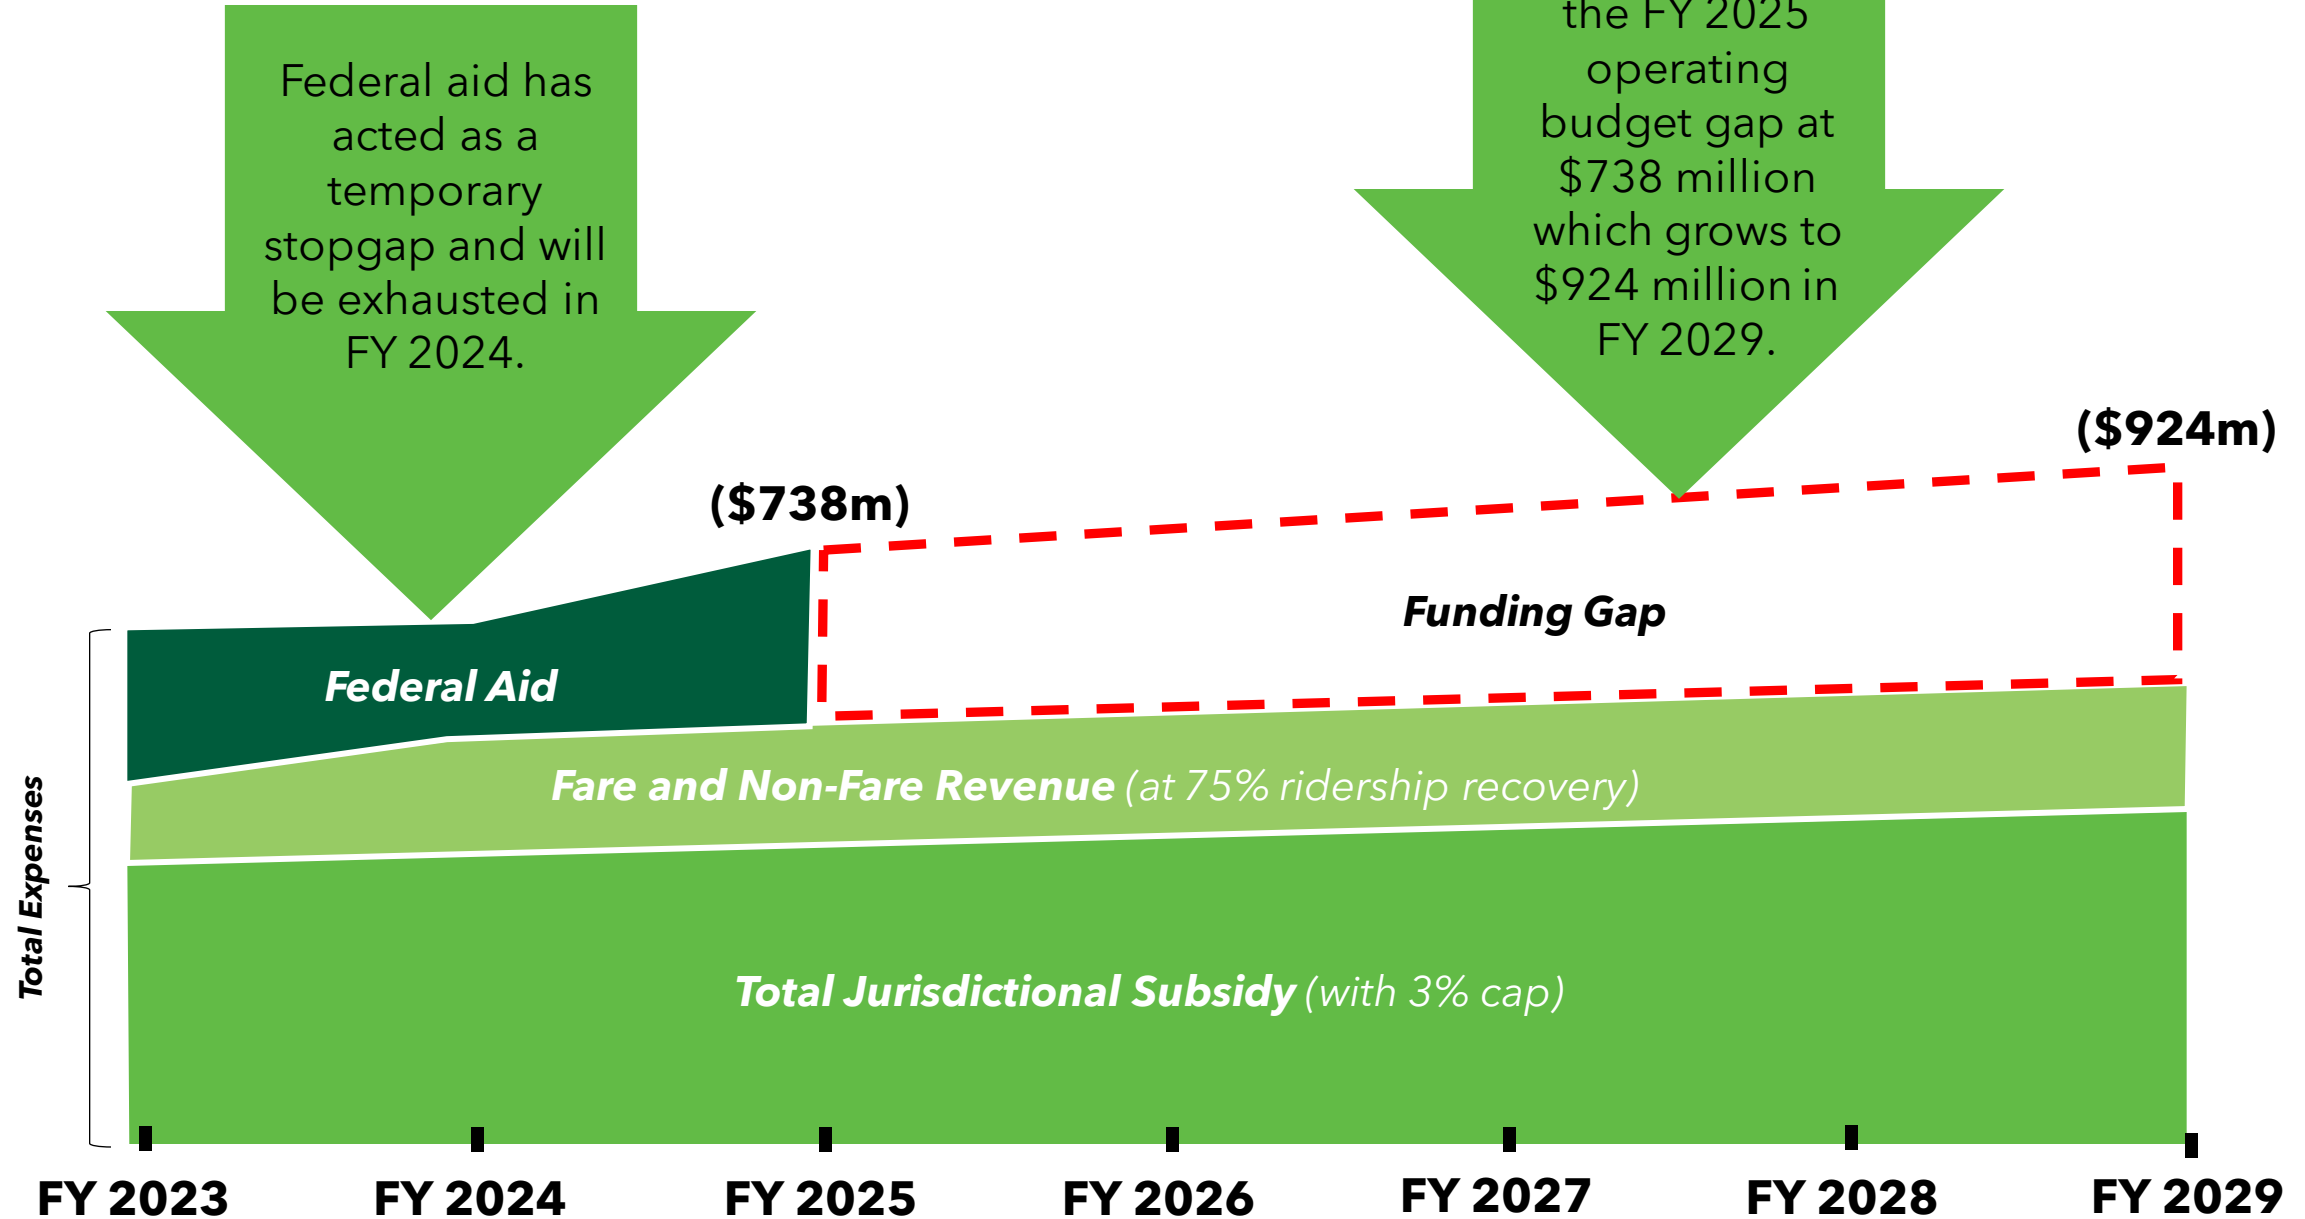 Federal aid has
acted as a
temporary
stopgap and will
be exhausted in
FY 2024.
the FY 2025
operating
budget gap at
$738 million
which grows to
$924 million in
FY 2029.
($924m)
($738m)
Funding Gap
Federal Aid
Fare and Non-Fare Revenue (at 75% ridership recovery)
Total Expenses
Total Jurisdictional Subsidy (with 3% cap)
FY 2023 FY 2024 FY 2025 FY 2026 FY 2027 FY 2028 FY 2029